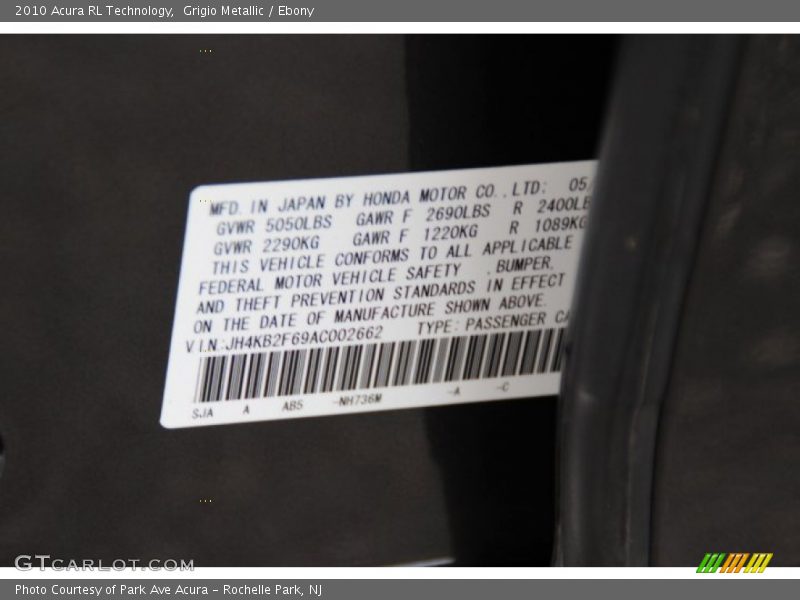 2010 Acura RL Technology,  Grigio Metallic / Ebony
MFD. IN JAPAN BY HONDA MOTOR CO., LTD: 05/
GVWR 5050LBS GAWR F 2690LBS R 2400LB
GVWR 2290KG GAWR F 1220KG R 1089KG
THIS VEHICLE CONFORMS TO ALL APPLICABLE
FEDERAL MOTOR VEHICLE SAFETY , BUMPER,
AND THEFT PREVENTION STANDARDS IN EFFECT
ON THE DATE OF MANUFACTURE SHOWN ABOVE.
V.I.N.:JH4KB2F69AC002662 TYPE: PASSENGER CA
SJA A AB5 -NH736M -A -C
GTCARLOT.COM
Photo Courtesy of Park Ave Acura – Rochelle Park, NJ